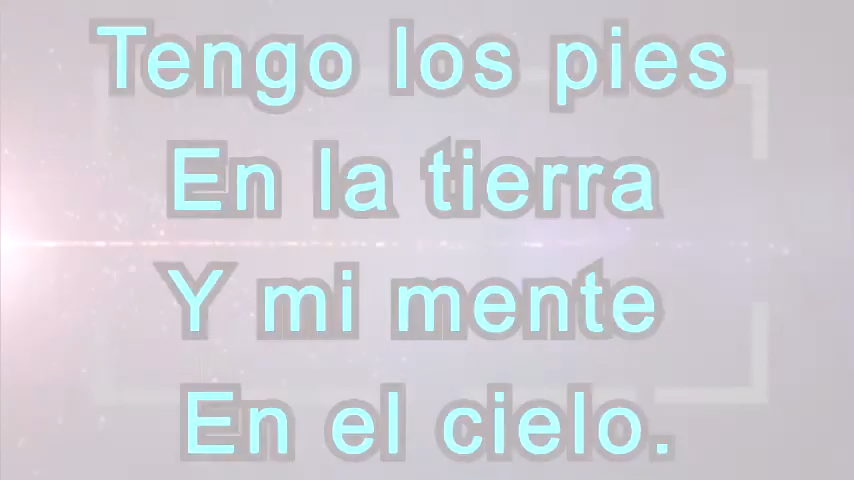 Tengo los pies
En la tierra
Y mi mente
En el cielo.